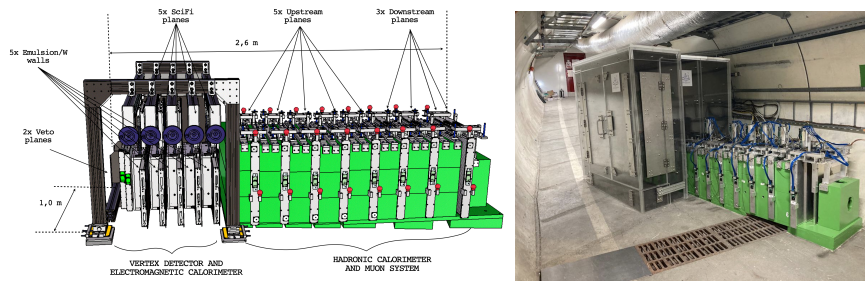 5x SciFi
planes
5x Upstream
planes
3x Downstream
planes
2,6 m
5x Emulsion/W
walls
2x Veto
planes
1,0 m
VERTEX DETECTOR AND
ELECTROMAGNETIC CALORIMETER
HADRONIC CALORIMETER
AND MUON SYSTEM